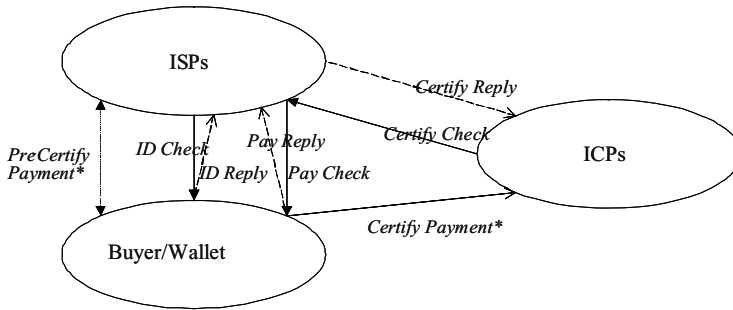 ISPs
Certify Reply
Certify Check
ICPs
PreCertify
Payment*
ID Check
Pay Reply
ID Reply
Pay Check
Certify Payment*
Buyer/Wallet